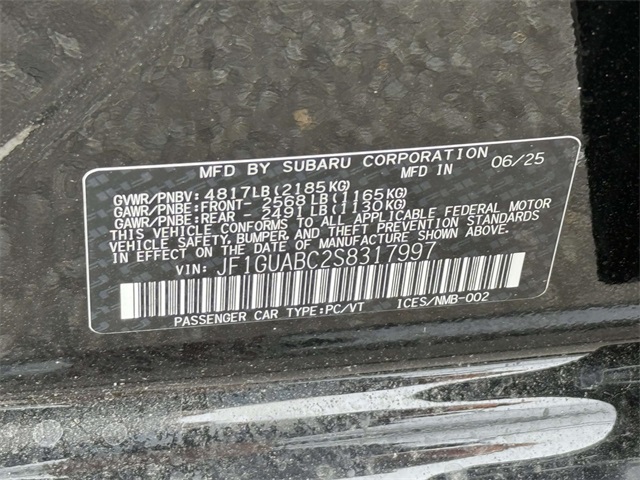 MFD BY SUBARU CORPORATION 06/25
GVWR/PNBV: 4817LB (2185KG) MFD IN
GAWR/PNBE:FRONT- 2568LB (1165KG)
GAWR/PNBE:REAR - 2491LB (1130KG)
THIS VEHICLE CONFORMS TO ALL APPLICABLE FEDERAL MOTOR
VEHICLE SAFETY, BUMPER, AND THEFT PREVENTION STANDARDS
IN EFFECT ON THE DATE OF MANUFACTURE SHOWN ABOVE.
VIN: JF1GUABC2S8317997
PASSENGER CAR TYPE:PC/VT ICES/NMB-002